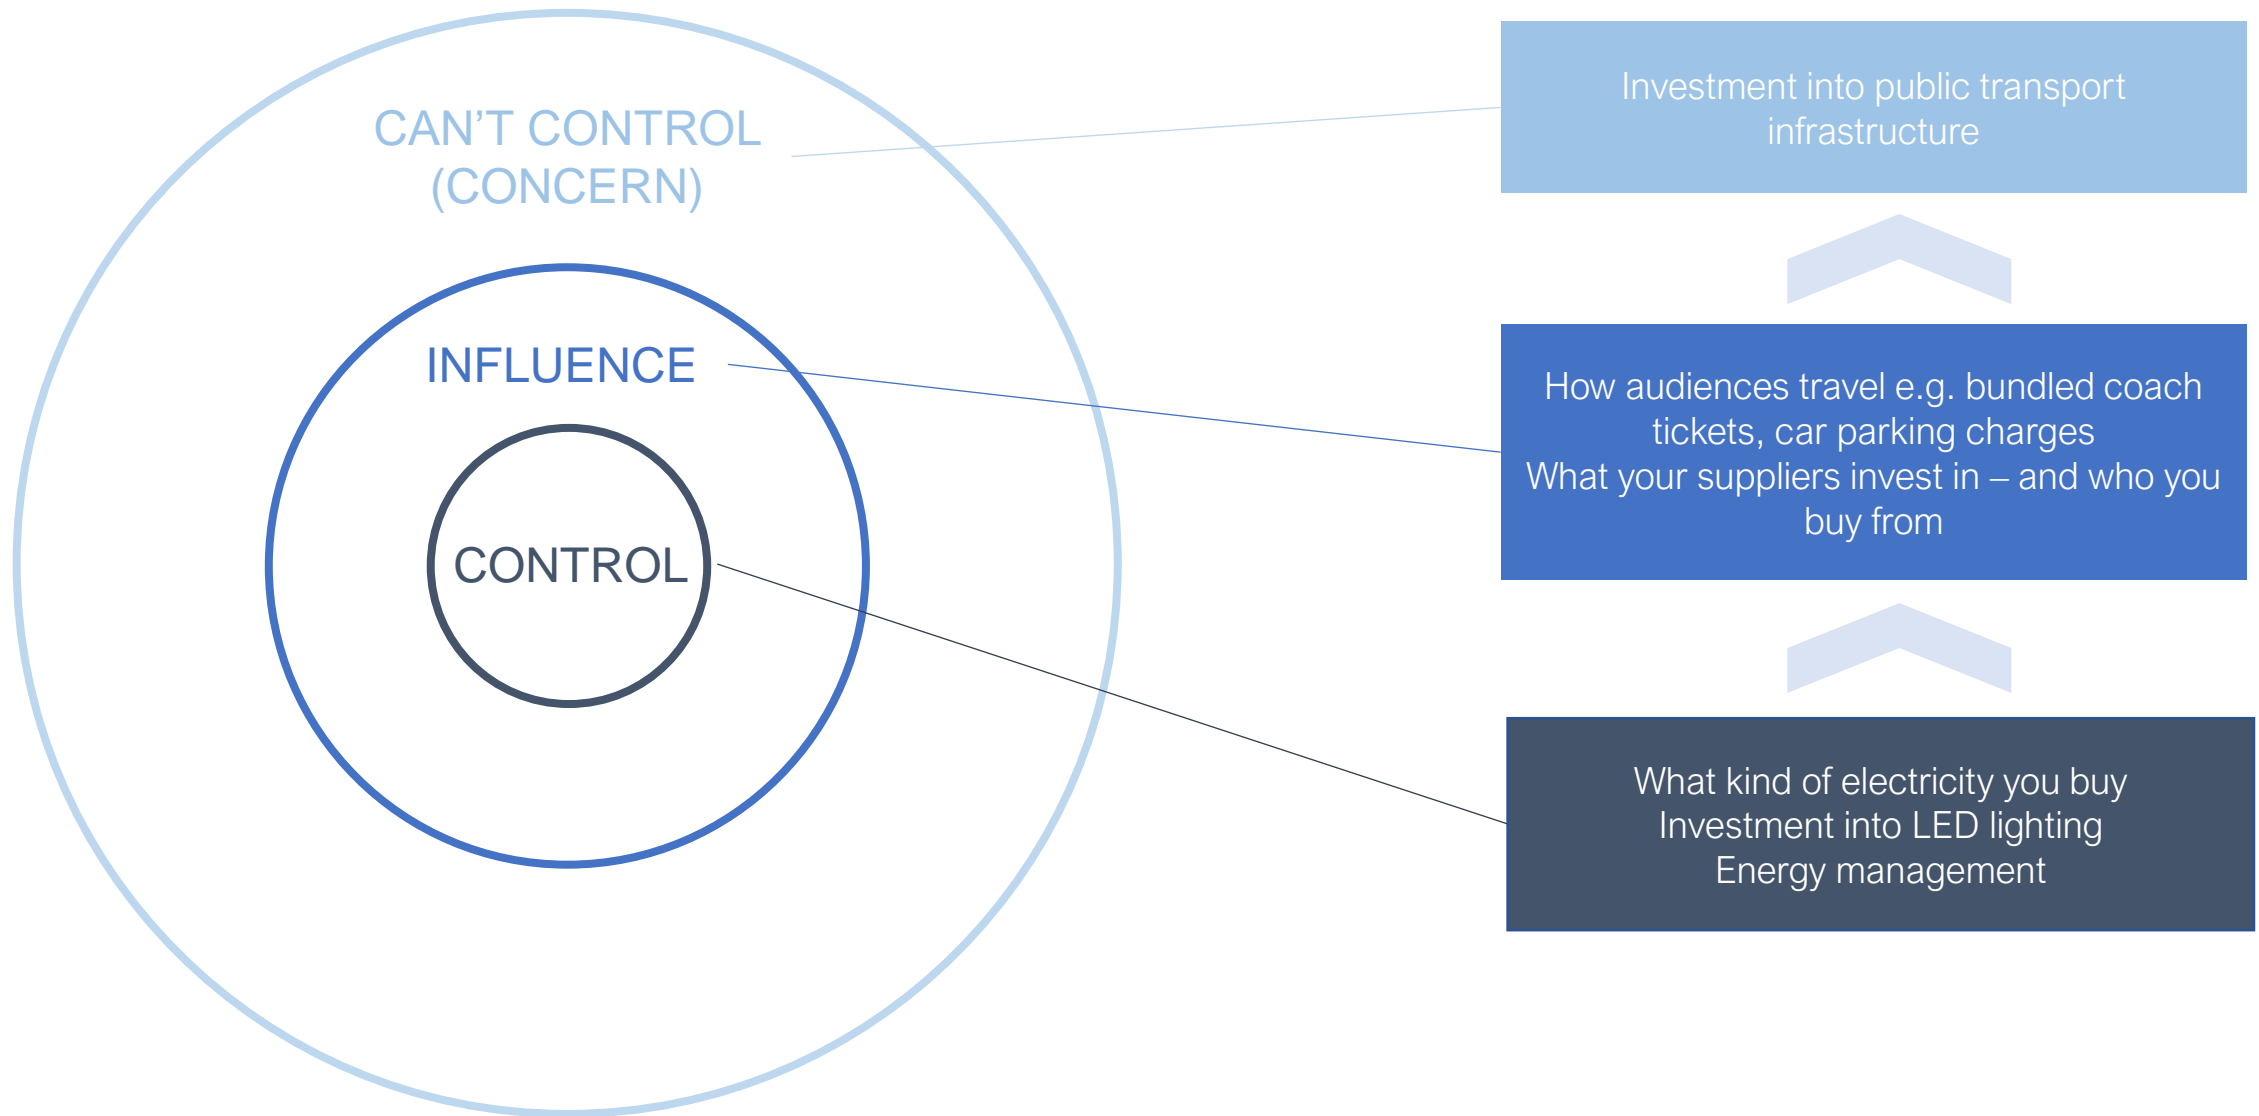 CAN'T CONTROL
(CONCERN)
INFLUENCE
CONTROL
Investment into public transport
infrastructure
How audiences travel e.g. bundled coach
tickets, car parking charges
What your suppliers invest in – and who you
buy from
What kind of electricity you buy
Investment into LED lighting
Energy management